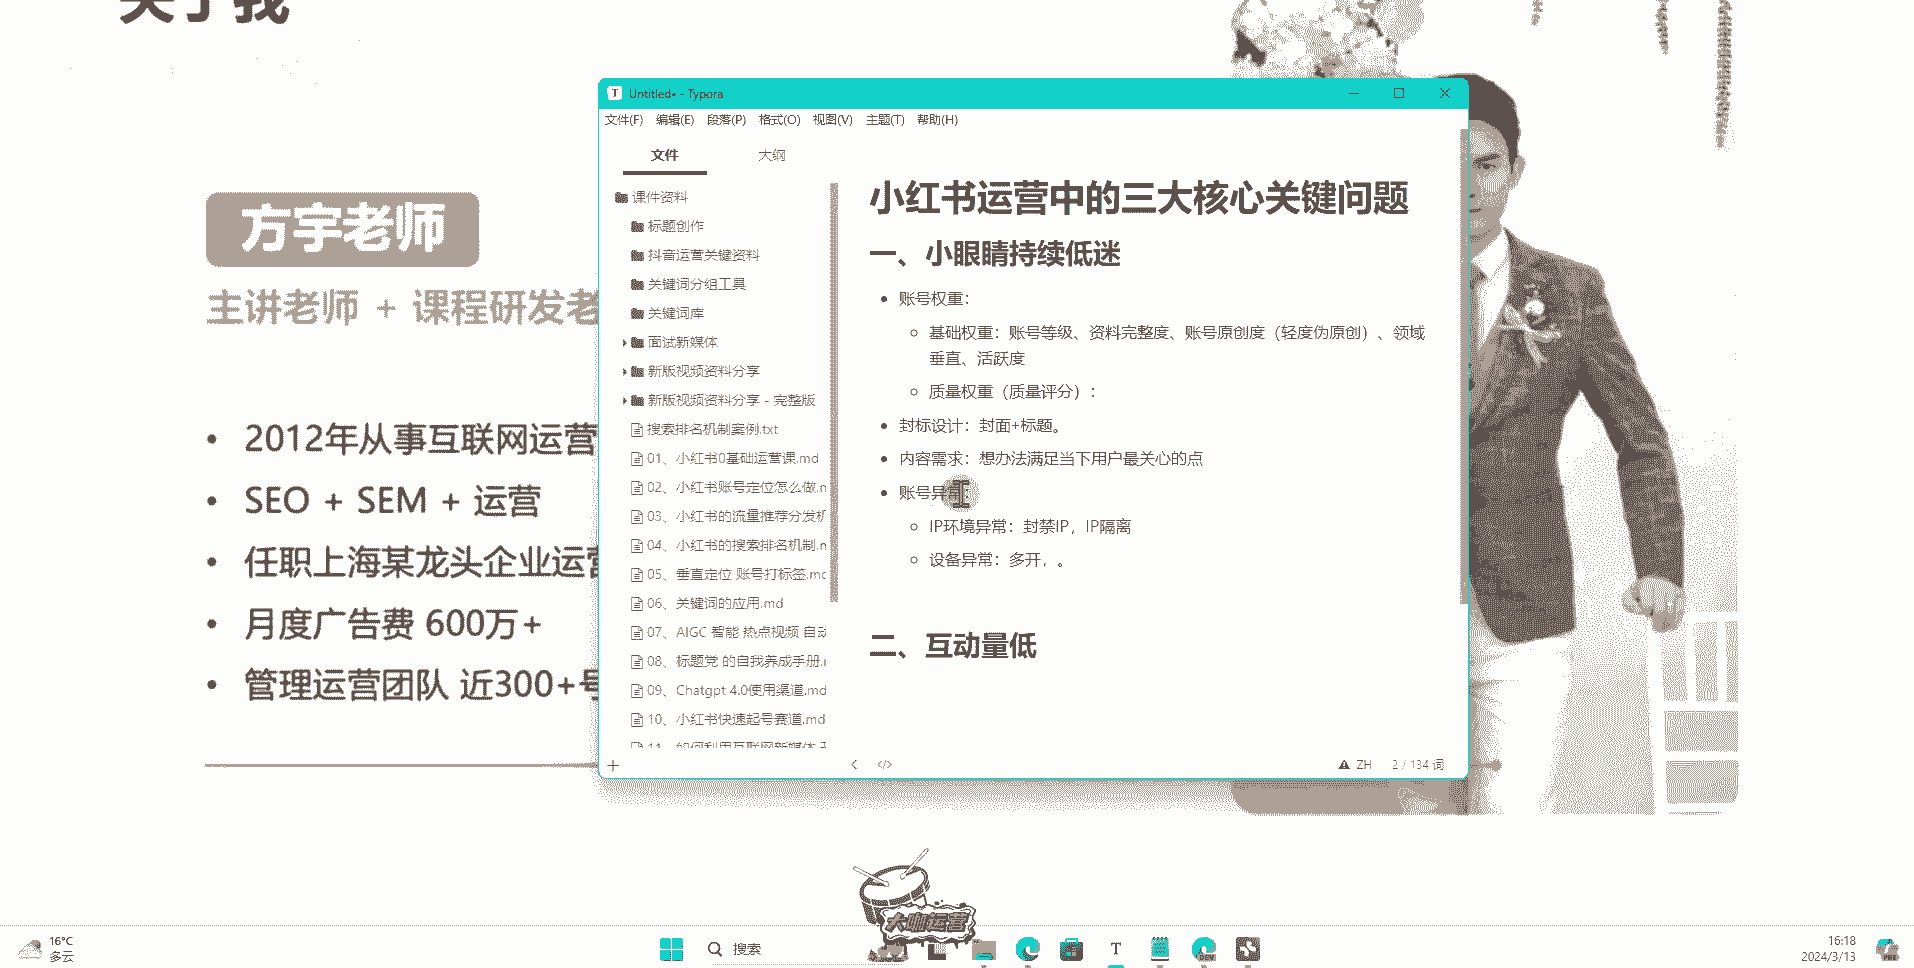 关于我
方宇老师
主讲老师 + 课程研发老
2012年从事互联网运营
SEO + SEM + 运营
任职上海某龙头企业运营
月度广告费 600万+
管理运营团队 近300+号
Untitled• - Typora
文件(F) 编辑(E) 段落(P) 格式(O) 视图(V) 主题(T) 帮助(H)
文件 大纲
课件资料
标题创作
抖音运营关键资料
关键词分组工具
关键词库
面试新媒体
新版视频资料分享
新版视频资料分享 - 完整版
搜索排名机制案例.txt
01、小红书0基础运营课.md
02、小红书账号定位怎么做.m
03、小红书的流量推荐分发机
04、小红书的搜索排名机制.m
05、垂直定位 账号打标签.md
06、关键词的应用.md
07、AIGC 智能 热点视频 自动
08、标题党 的自我养成手册.
09、Chatgpt 4.0使用渠道.md
10、小红书快速起号赛道.md
11、如何利用互联网新媒体
小红书运营中的三大核心关键问题
一、小眼睛持续低迷
账号权重：
基础权重：账号等级、资料完整度、账号原创度（轻度伪原创）、领域
垂直、活跃度
质量权重（质量评分）：
封标设计：封面+标题。
内容需求：想办法满足当下用户最关心的点
账号异常：
IP环境异常：封禁IP，IP隔离
设备异常：多开，。
二、互动量低
ZH 2 / 134 词
大咖运营
16°C
多云
搜索
16:18
2024/3/13